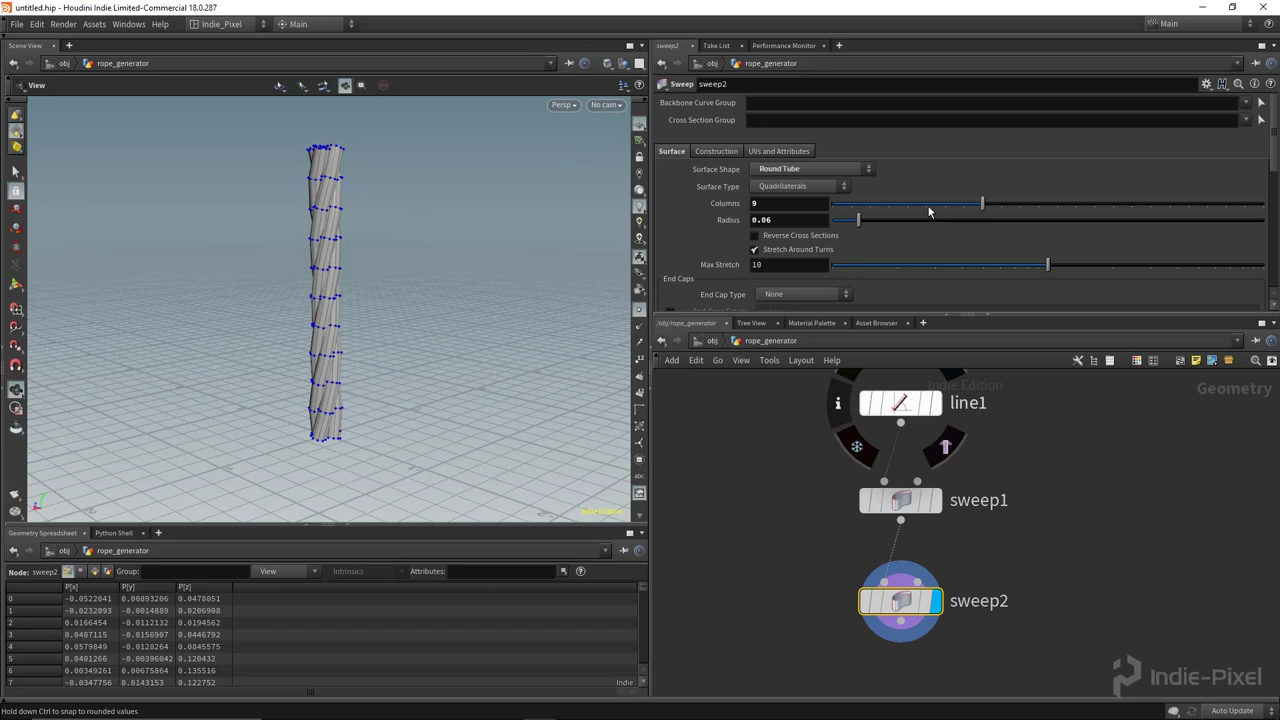 untitled.hip - Houdini Indie Limited-Commercial 18.0.287
File Edit Render Assets Windows Help Indie_Pixel Main Main
Scene View
obj rope_generator
View
Persp No cam
abc
Indie Edition
Geometry Spreadsheet Python Shell
obj rope_generator
Node: sweep2 Group: View Intrinsics Attributes:
P[x] P[y] P[z]
0 -0.0522041 0.00893206 0.0478051
1 -0.0232093 -0.0014889 0.0206908
2 0.0166454 -0.0112132 0.0194562
3 0.0487115 -0.0156907 0.0446792
4 0.0579849 -0.0128264 0.0845575
5 0.0401266 -0.00396042 0.120432
6 0.00349261 0.00675864 0.135516
7 -0.0347756 0.0143153 0.122752
Indie
Hold down Ctrl to snap to rounded values
sweep2 Take List Performance Monitor
obj rope_generator
Sweep sweep2
Backbone Curve Group
Cross Section Group
Surface Construction UVs and Attributes
Surface Shape Round Tube
Surface Type Quadrilaterals
Columns 9
Radius 0.06
Reverse Cross Sections
Stretch Around Turns
Max Stretch 10
End Caps
End Cap Type None
/obj/rope_generator Tree View Material Palette Asset Browser
obj rope_generator
Add Edit Go View Tools Layout Help
Indie Edition
Geometry
line1
sweep1
sweep2
Indie-Pixel
Auto Update